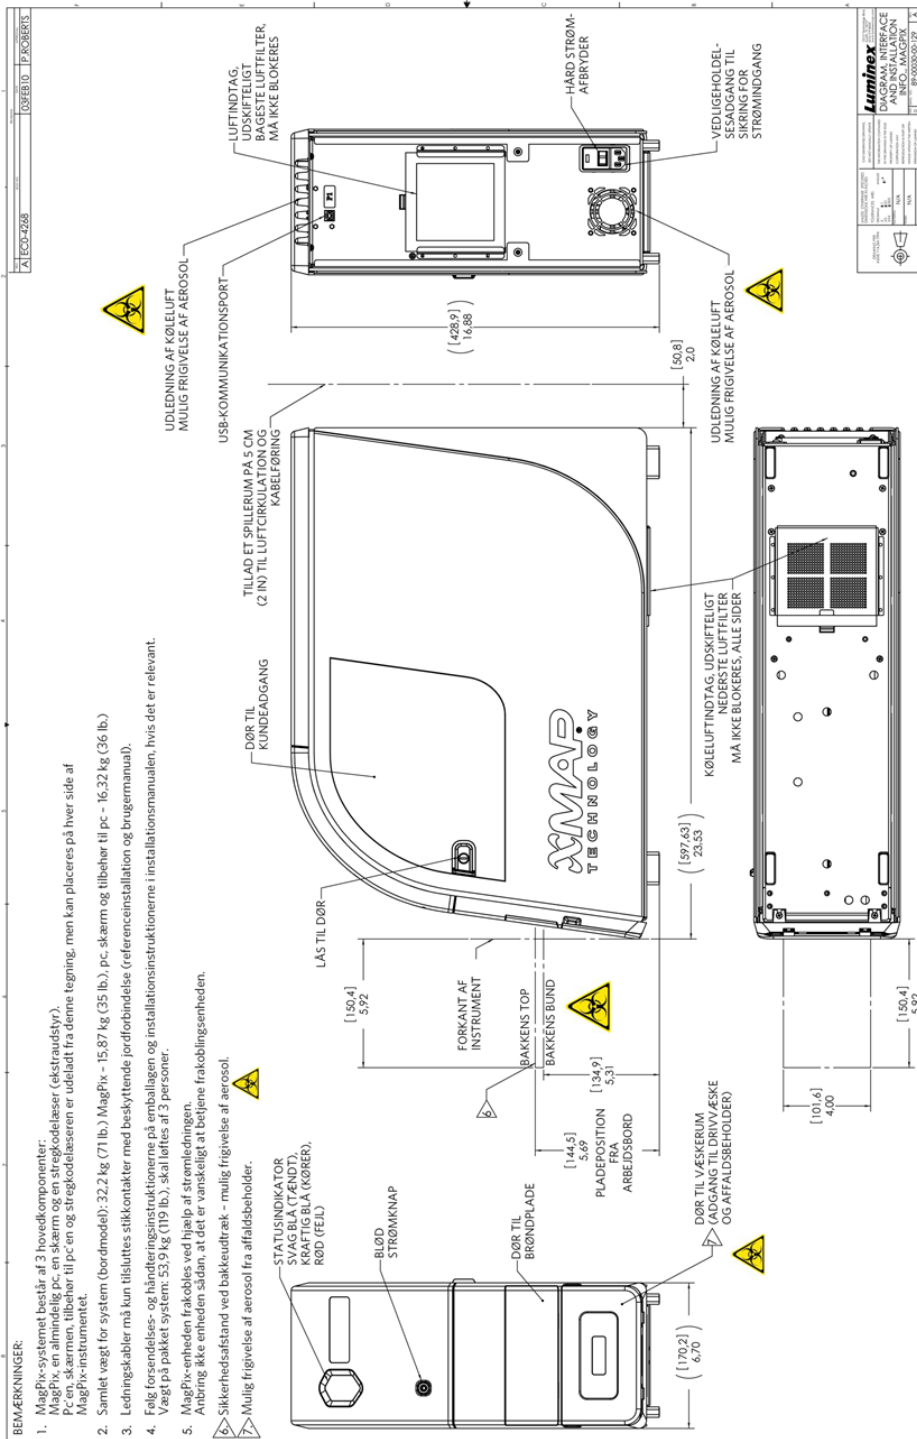 BEMÆRKNINGER:
1. MagPix-systemet består af 3 hovedkomponenter:
MagPix, en almindelig pc, en skærm og en stregkodelæser (ekstraudstyr).
Pc'en, skærmen, tilbehør til pc'en og stregkodelæseren er udeladt fra denne tegning, men kan placeres på hver side af
MagPix-instrumentet.
2. Samlet vægt for system (bordmodel): 32,2 kg (71 lb.) MagPix - 15,87 kg (35 lb.), pc, skærm og tilbehør til pc - 16,32 kg (36 lb.)
3. Ledningskabler må kun tilsluttes stikkontakter med beskyttende jordforbindelse (referenceinstallation og brugermanual).
4. Følg forsendelses- og håndteringsinstruktionerne på emballagen og installationsinstruktionerne i installationsmanualen, hvis det er relevant.
Vægt på pakket system: 53,9 kg (119 lb.), skal løftes af 3 personer.
5. MagPix-enheden frakobles ved hjælp af strømledningen.
Anbring ikke enheden sådan, at det er vanskeligt at betjene frakoblingsenheden.
6. Sikkerhedsafstand ved bakkeudtræk - mulig frigivelse af aerosol.
7. Mulig frigivelse af aerosol fra affaldsbeholder.
A ECO-4268 03FEB10 P.ROBERTS
STATUSINDIKATOR
SVAG BLÅ (TÆNDT),
KRAFTIG BLÅ (KØRER),
RØD (FEJL)
BLØD
STRØMKNAP
DØR TIL
BRØNDPLADE
7
DØR TIL VÆSKERUM
(ADGANG TIL DRIVVÆSKE
OG AFFALDSBEHOLDER)
[170,2]
6,70
LÅS TIL DØR
DØR TIL
KUNDEADGANG
TILLAD ET SPILLERUM PÅ 5 CM
(2 IN) TIL LUFTCIRKULATION OG
KABELFØRING
[150,4]
5,92
FORKANT AF
INSTRUMENT
6
BAKKENS TOP
BAKKENS BUND
[134,9]
5,31
[144,5]
5,69
PLADEPOSITION
FRA
ARBEJDSBORD
XMAP
TECHNOLOGY
([597,63]
23,53)
[50,8]
2,0
UDLEDNING AF KØLELUFT
MULIG FRIGIVELSE AF AEROSOL
USB-KOMMUNIKATIONSPORT
LUFTINDTAG,
UDSKIFTELIGT
BAGESTE LUFTFILTER,
MÅ IKKE BLOKERES
P1
([428,9]
16,88)
HÅRD STRØM-
AFBRYDER
VEDLIGEHOLDEL-
SESADGANG TIL
SIKRING FOR
STRØMINDGANG
UDLEDNING AF KØLELUFT
MULIG FRIGIVELSE AF AEROSOL
KØLELUFTINDTAG, UDSKIFTELIGT
NEDERSTE LUFTFILTER
MÅ IKKE BLOKERES, ALLE SIDER
[101,6]
4,00
[150,4]
5,92
Luminex
DIAGRAM, INTERFACE
AND INSTALLATION
INFO., MAGPIX
89-00030-00-129
N/A
N/A